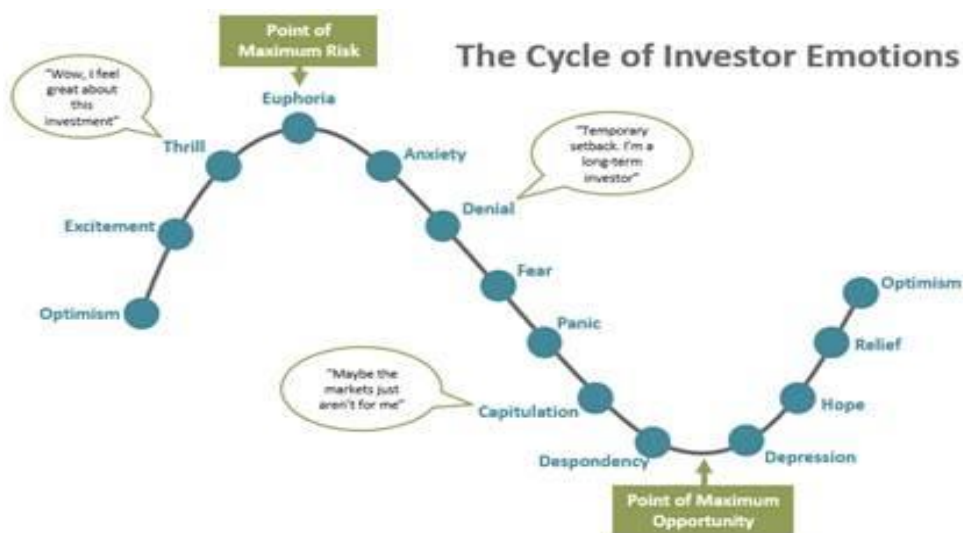 Point of
Maximum Risk
The Cycle of Investor Emotions
"Wow, I feel
great about
this
investment"
Euphoria
Thrill
Anxiety
"Temporary
setback. I'm a
long-term
investor"
Excitement
Denial
Optimism
Fear
Optimism
Panic
Relief
"Maybe the
markets just
aren't for me"
Capitulation
Hope
Despondency
Depression
Point of Maximum
Opportunity